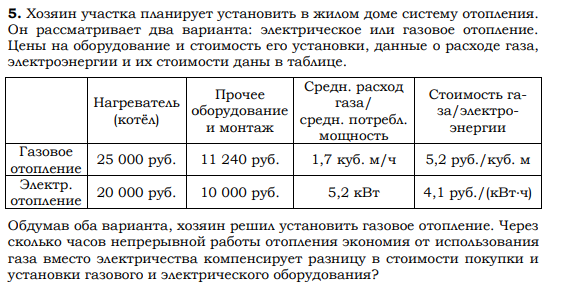 5. Хозяин участка планирует установить в жилом доме систему отопления.
Он рассматривает два варианта: электрическое или газовое отопление.
Цены на оборудование и стоимость его установки, данные о расходе газа,
электроэнергии и их стоимости даны в таблице.
Нагреватель
(котёл)
Прочее
оборудование
и монтаж
Средн. расход
газа/
средн. потребл.
мощность
Стоимость га-
за/электро-
энергии
Газовое
отопление
25 000 руб.
11 240 руб.
1,7 куб. м/ч
5,2 руб./куб. м
Электр.
отопление
20 000 руб.
10 000 руб.
5,2 кВт
4,1 руб./(кВт·ч)
Обдумав оба варианта, хозяин решил установить газовое отопление. Через
сколько часов непрерывной работы отопления экономия от использования
газа вместо электричества компенсирует разницу в стоимости покупки и
установки газового и электрического оборудования?